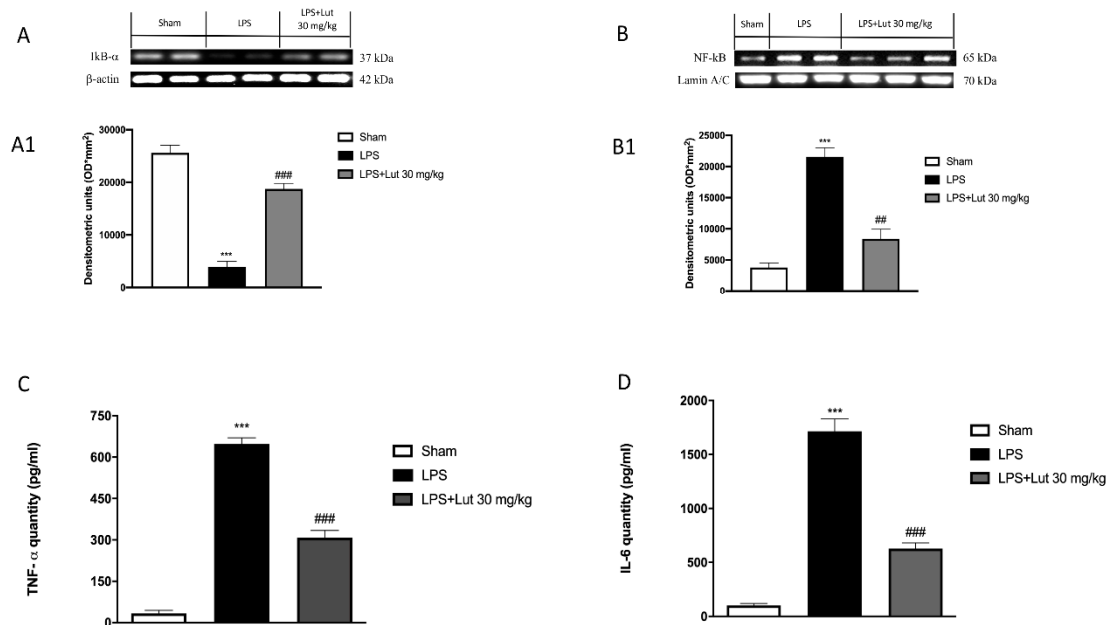 A
Sham
LPS
LPS+Lut
30 mg/kg
IkB-α
37 kDa
β-actin
42 kDa
B
Sham
LPS
LPS+Lut 30 mg/kg
NF-kB
65 kDa
Lamin A/C
70 kDa
A1
Densitometric units (OD*mm²)
30000
20000
10000
0
***
###
Sham
LPS
LPS+Lut 30 mg/kg
B1
Densitometric units (OD*mm²)
25000
20000
15000
10000
5000
0
***
##
Sham
LPS
LPS+Lut 30 mg/kg
C
TNF- α quantity (pg/ml)
750
600
450
300
150
0
***
###
Sham
LPS
LPS+Lut 30 mg/kg
D
IL-6 quantity (pg/ml)
2000
1500
1000
500
0
***
###
Sham
LPS
LPS+Lut 30 mg/kg